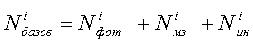 N^i_базов = N^i_фот + N^i_мз + N^i_ин